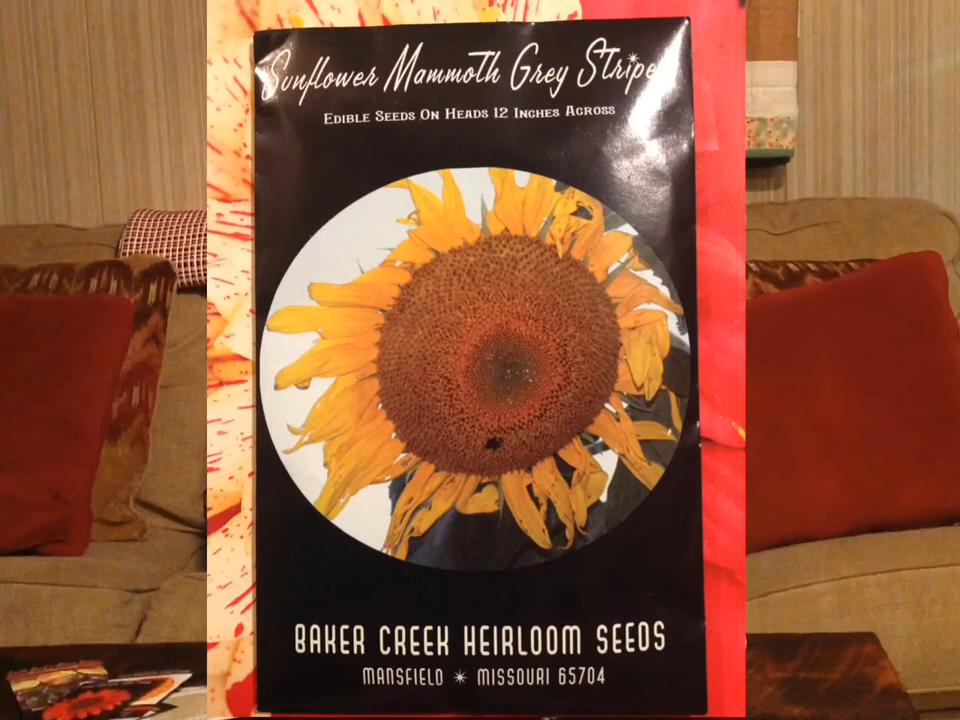 Sunflower Mammoth Grey Stripe
Edible Seeds On Heads 12 Inches Across
BAKER CREEK HEIRLOOM SEEDS
MANSFIELD * MISSOURI 65704